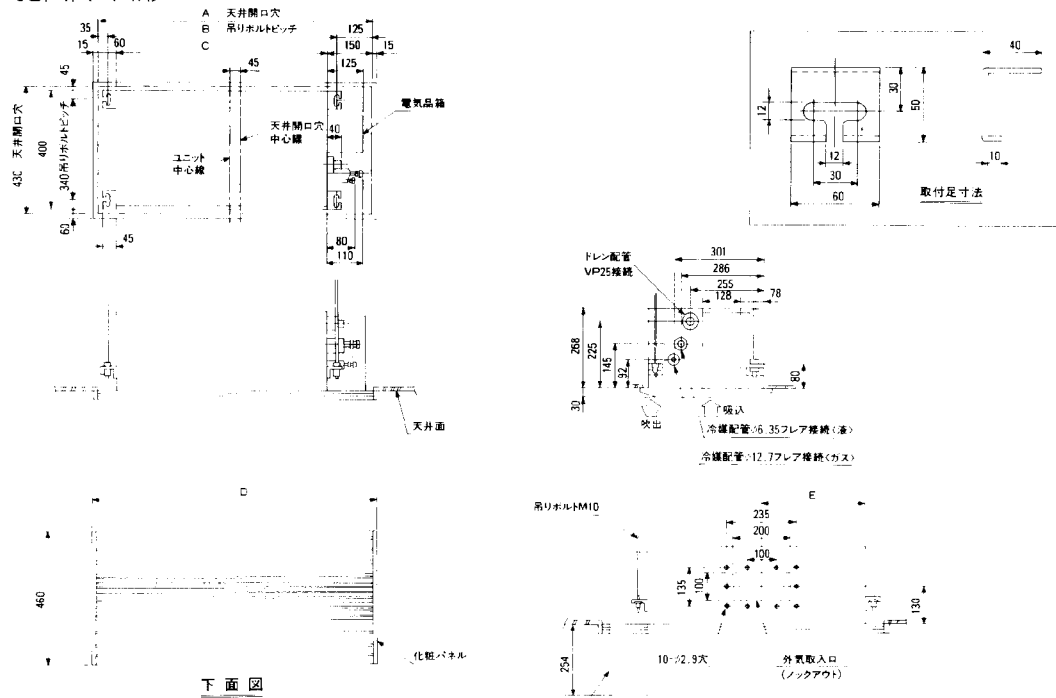 A 天井開口穴
B 吊りボルトピッチ
C
35
125
15
60
150
15
45
45
125
電気品箱
天井開口穴
中心線
40
ユニット
中心線
430 天井開口穴
400
340吊りボルトピッチ
60
45
80
110
40
30
50
12
12
30
10
60
取付足寸法
天井面
ドレン配管
VP25接続
301
286
255
128
78
268
225
145
92
80
30
吹出
吸込
冷媒配管∅6.35フレア接続〈液〉
冷媒配管∅12.7フレア接続〈ガス〉
D
460
化粧パネル
下面図
吊りボルトM10
E
235
200
100
135
100
130
254
10-∅2.9穴
外気取入口
(ノックアウト)